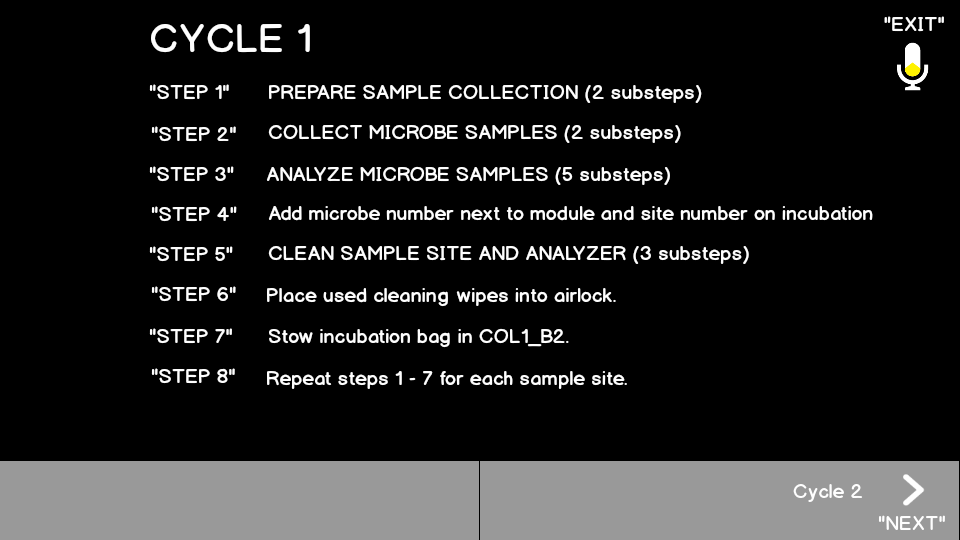 CYCLE 1
"EXIT"
"STEP 1" PREPARE SAMPLE COLLECTION (2 substeps)
"STEP 2" COLLECT MICROBE SAMPLES (2 substeps)
"STEP 3" ANALYZE MICROBE SAMPLES (5 substeps)
"STEP 4" Add microbe number next to module and site number on incubation
"STEP 5" CLEAN SAMPLE SITE AND ANALYZER (3 substeps)
"STEP 6" Place used cleaning wipes into airlock.
"STEP 7" Stow incubation bag in COL1_B2.
"STEP 8" Repeat steps 1 - 7 for each sample site.
Cycle 2
"NEXT"